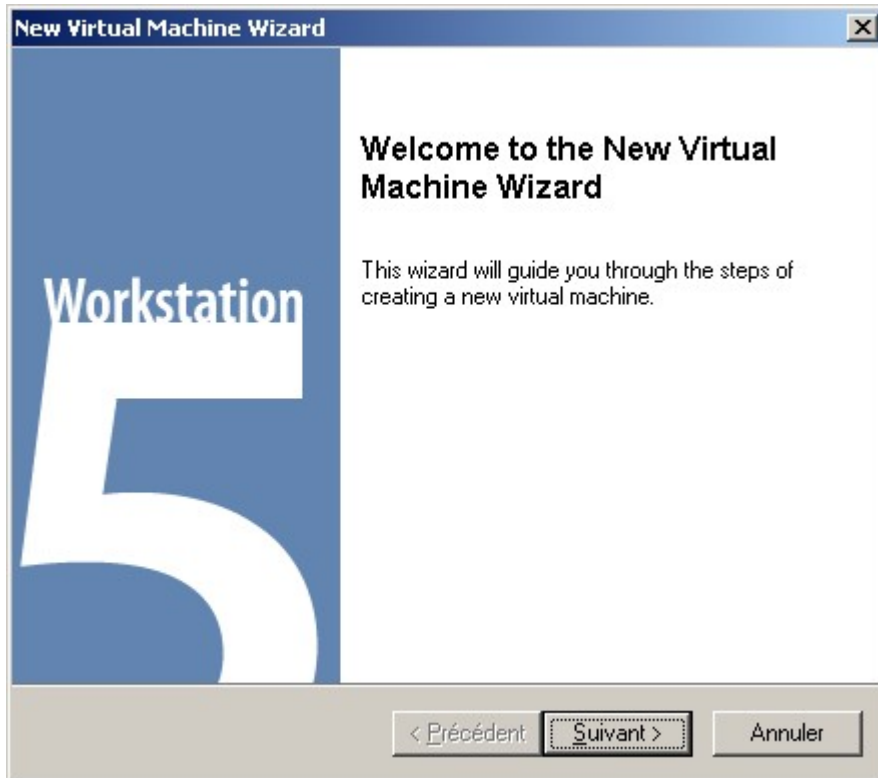 New Virtual Machine Wizard
Welcome to the New Virtual
Machine Wizard
This wizard will guide you through the steps of
creating a new virtual machine.
Workstation
5
< Précédent
Suivant >
Annuler